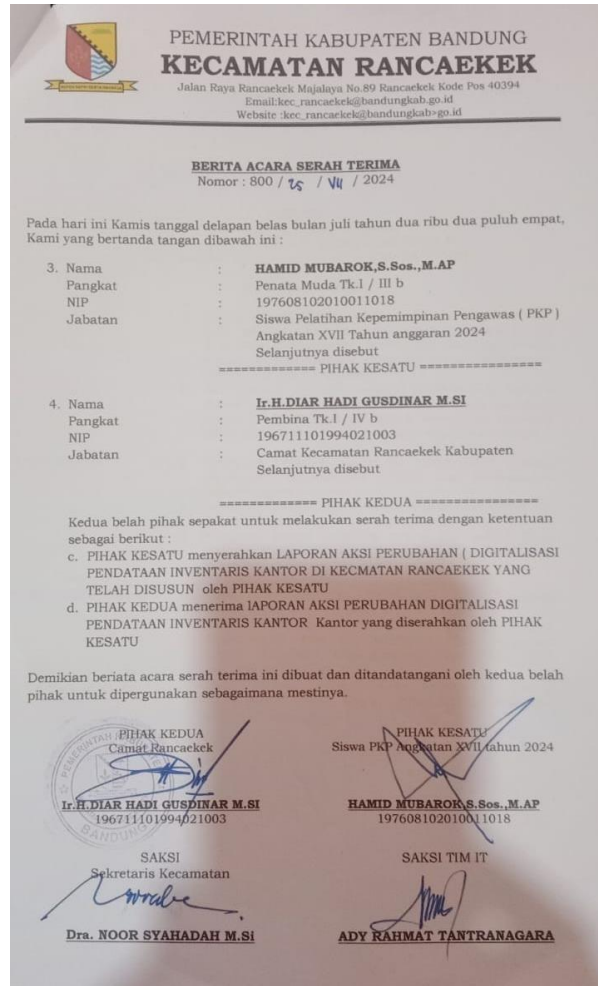 PEMERINTAH KABUPATEN BANDUNG
KECAMATAN RANCAEKEK
Jalan Raya Rancaekek Majalaya No.89 Rancaekek Kode Pos 40394
Email:kec_rancaekek@bandungkab.go.id
Website :kec_rancaekek@bandungkab>go.id
BERITA ACARA SERAH TERIMA
Nomor : 800 / 25 / VII / 2024
Pada hari ini Kamis tanggal delapan belas bulan juli tahun dua ribu dua puluh empat,
Kami yang bertanda tangan dibawah ini :
3. Nama : HAMID MUBAROK,S.Sos.,M.AP
Pangkat : Penata Muda Tk.I / III b
NIP : 197608102010011018
Jabatan : Siswa Pelatihan Kepemimpinan Pengawas ( PKP )
Angkatan XVII Tahun anggaran 2024
Selanjutnya disebut
============= PIHAK KESATU ================
4. Nama : Ir.H.DIAR HADI GUSDINAR M.SI
Pangkat : Pembina Tk.I / IV b
NIP : 196711101994021003
Jabatan : Camat Kecamatan Rancaekek Kabupaten
Selanjutnya disebut
============= PIHAK KEDUA ================
Kedua belah pihak sepakat untuk melakukan serah terima dengan ketentuan
sebagai berikut :
c. PIHAK KESATU menyerahkan LAPORAN AKSI PERUBAHAN ( DIGITALISASI
PENDATAAN INVENTARIS KANTOR DI KECMATAN RANCAEKEK YANG
TELAH DISUSUN oleh PIHAK KESATU
d. PIHAK KEDUA menerima lAPORAN AKSI PERUBAHAN DIGITALISASI
PENDATAAN INVENTARIS KANTOR Kantor yang diserahkan oleh PIHAK
KESATU
Demikian beriata acara serah terima ini dibuat dan ditandatangani oleh kedua belah
pihak untuk dipergunakan sebagaimana mestinya.
PIHAK KEDUA
Camat Rancaekek
Ir.H.DIAR HADI GUSDINAR M.SI
196711101994021003
PIHAK KESATU
Siswa PKP Angkatan XVII tahun 2024
HAMID MUBAROK,S.Sos.,M.AP
197608102010011018
PEMERINTAH
BANDUNG
SAKSI
Sekretaris Kecamatan
Dra. NOOR SYAHADAH M.Si
SAKSI TIM IT
ADY RAHMAT TANTRANAGARA